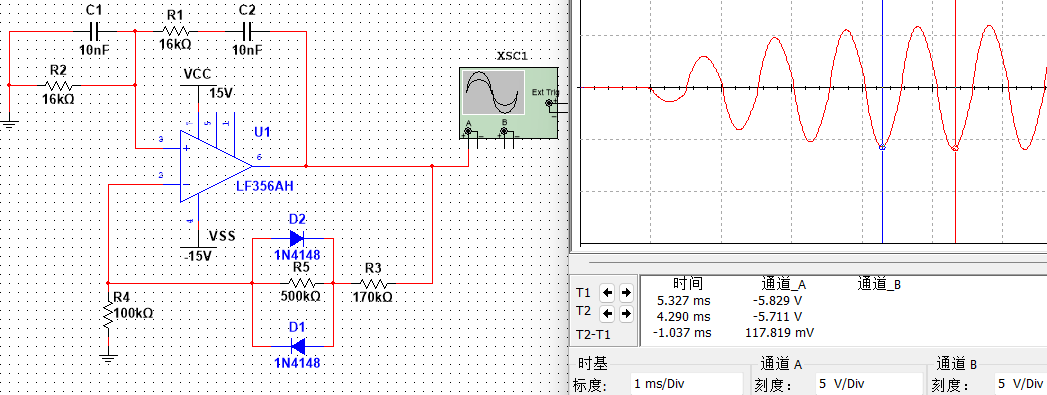 C1
10nF
R1
16kΩ
C2
10nF
R2
16kΩ
VCC
15V
7
5
1
U1
3
2
6
4
LF356AH
VSS
-15V
XSC1
Ext Trig
A
B
D2
1N4148
R5
500kΩ
R3
170kΩ
R4
100kΩ
D1
1N4148
时间 通道_A 通道_B
T1 5.327 ms -5.829 V
T2 4.290 ms -5.711 V
T2-T1 -1.037 ms 117.819 mV
时基
标度: 1 ms/Div
通道 A
刻度: 5 V/Div
通道 B
刻度: 5 V/Div